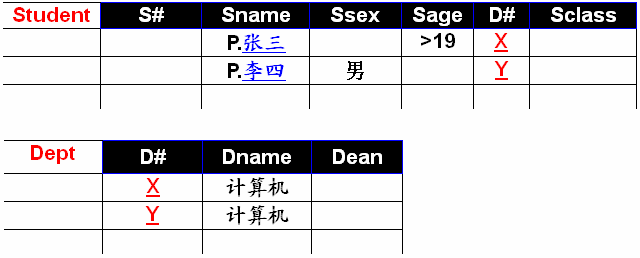 Student S# Sname Ssex Sage D# Sclass
P.张三 >19 X
P.李四 男 Y
Dept D# Dname Dean
X 计算机
Y 计算机